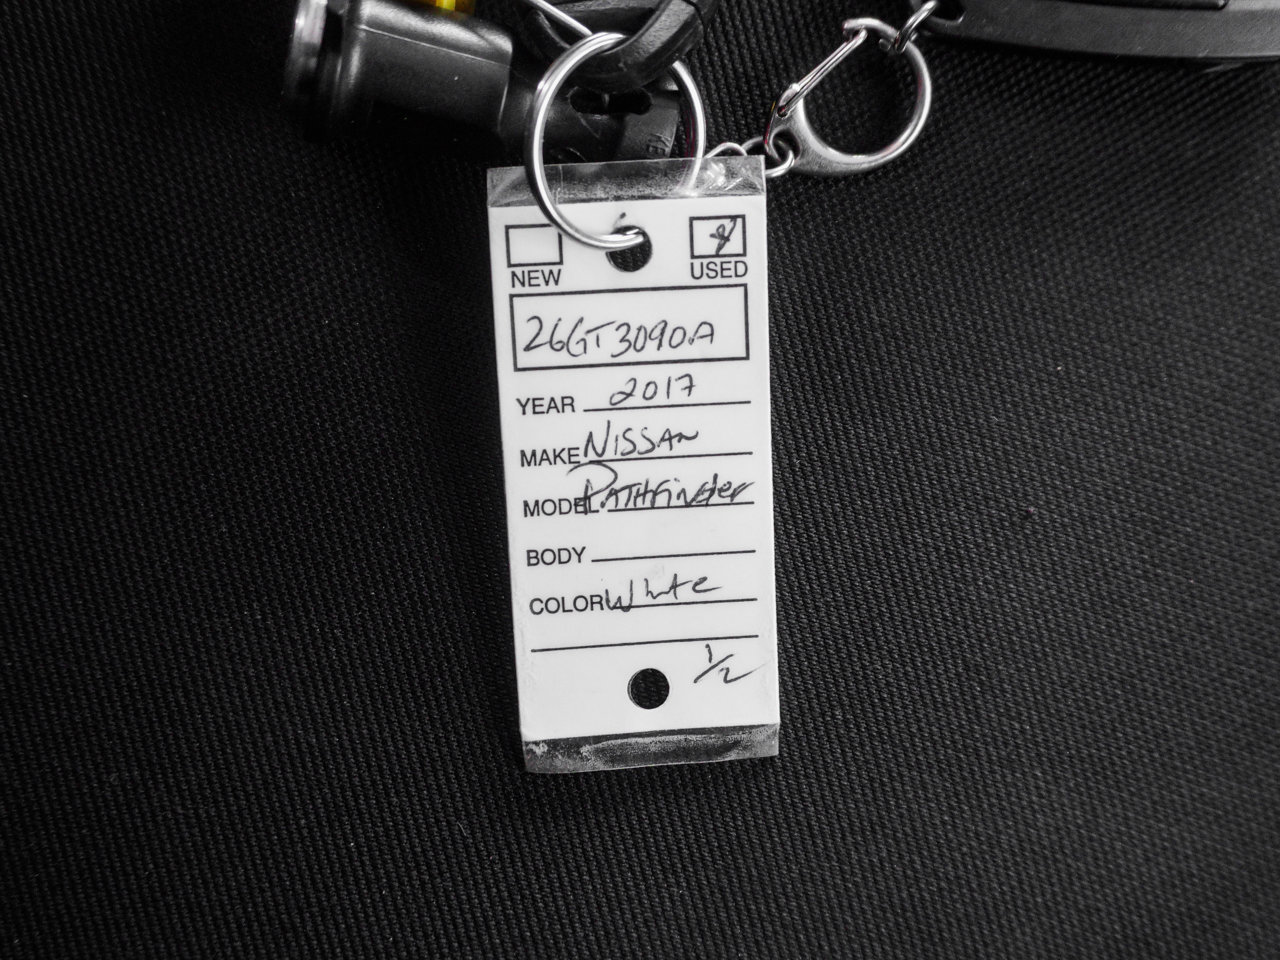 NEW USED
26GT3090A
YEAR 2017
MAKE NISSAN
MODEL PATHFINder
BODY
COLOR White
1/2